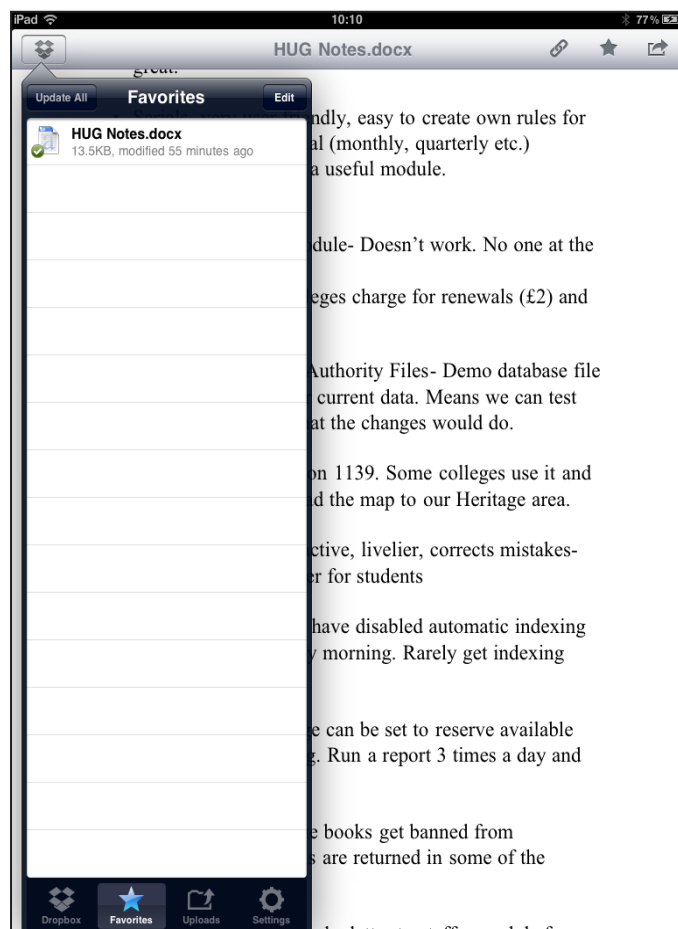 iPad 10:10 77%
HUG Notes.docx
great.
Update All Favorites Edit
HUG Notes.docx
13.5KB, modified 55 minutes ago
ndly, easy to create own rules for
al (monthly, quarterly etc.)
a useful module.
dule- Doesn’t work. No one at the
eges charge for renewals (£2) and
Authority Files- Demo database file
current data. Means we can test
at the changes would do.
on 1139. Some colleges use it and
d the map to our Heritage area.
ctive, livelier, corrects mistakes-
er for students
have disabled automatic indexing
y morning. Rarely get indexing
e can be set to reserve available
g. Run a report 3 times a day and
e books get banned from
s are returned in some of the
Dropbox Favorites Uploads Settings